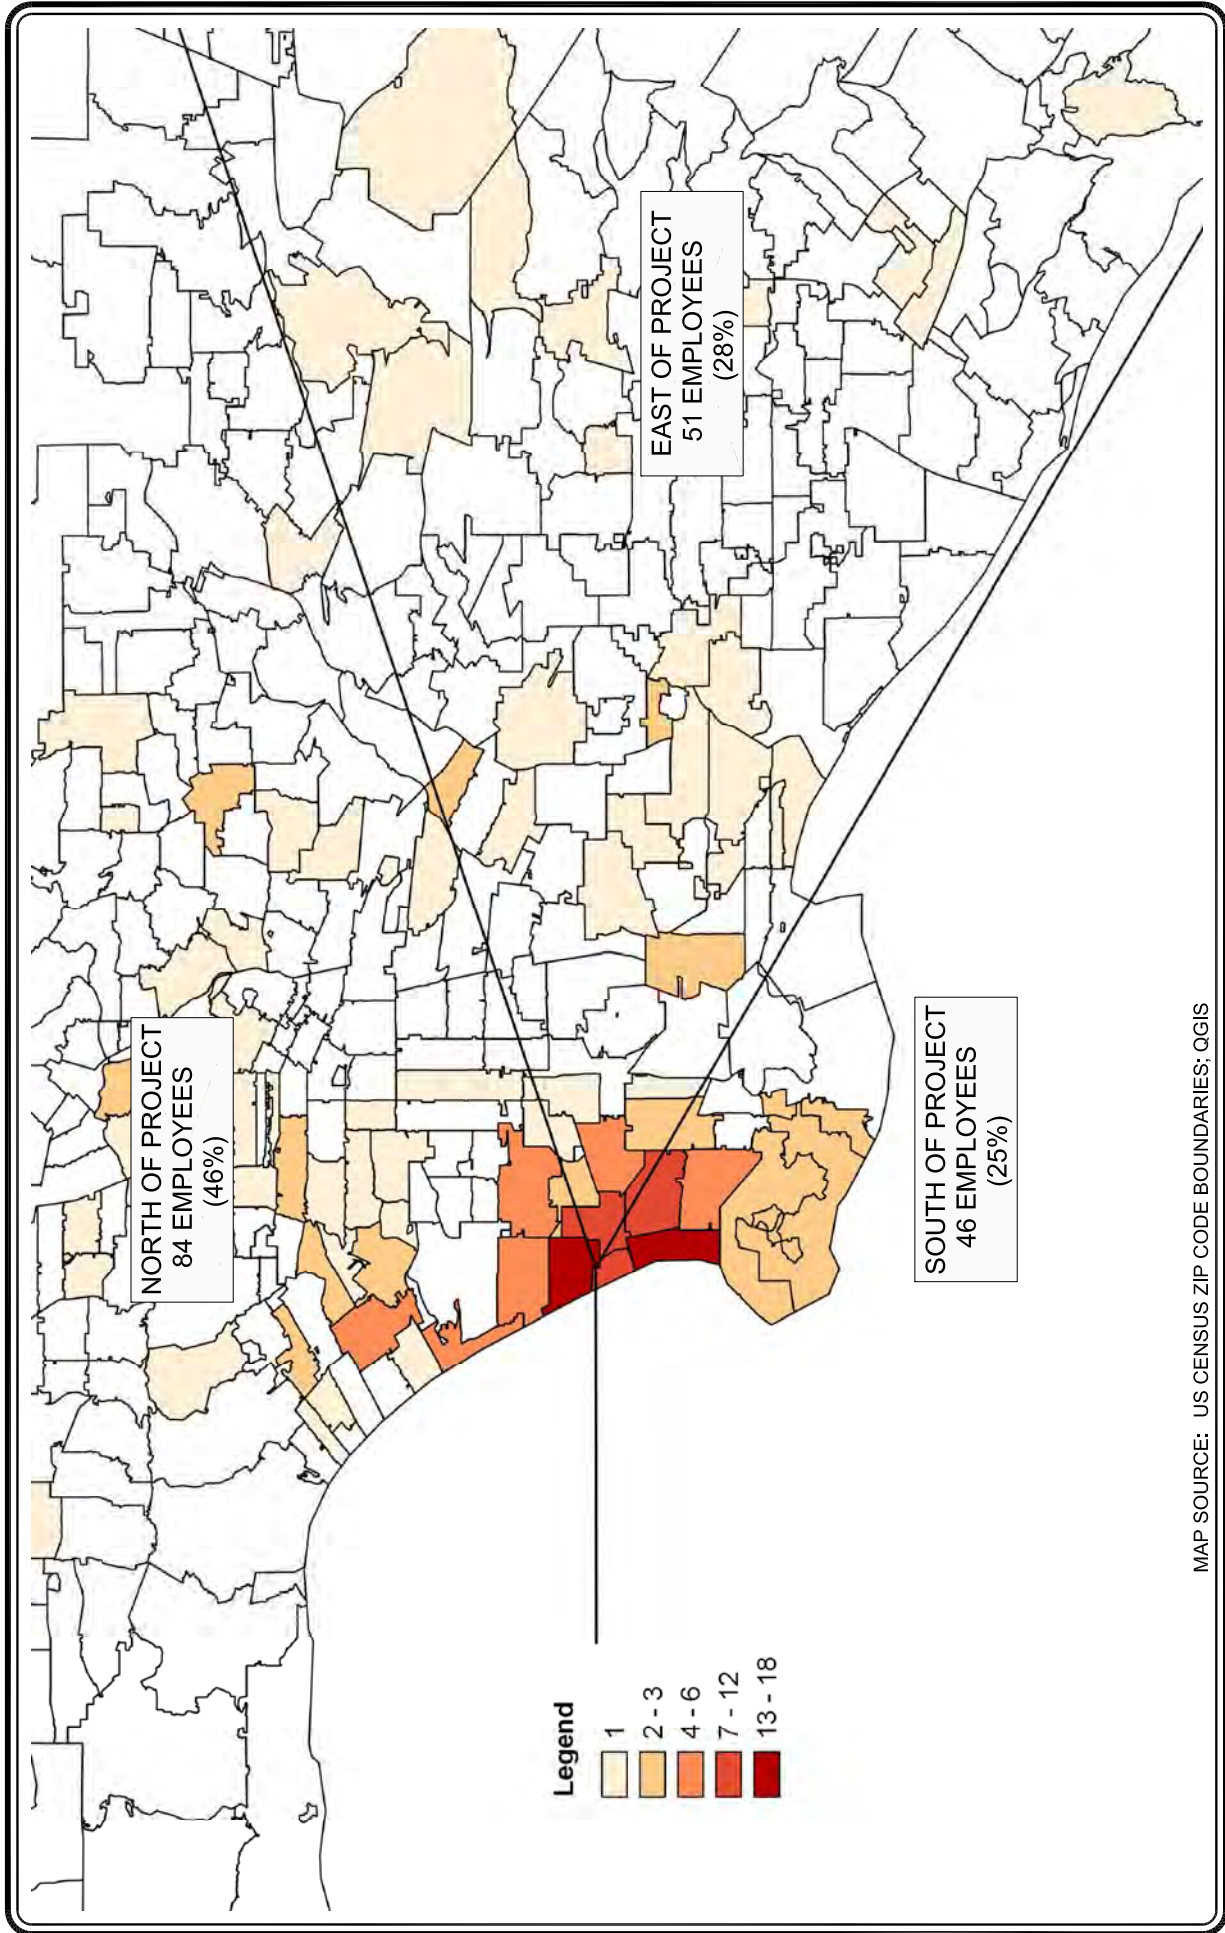 NORTH OF PROJECT
84 EMPLOYEES
(46%)
EAST OF PROJECT
51 EMPLOYEES
(28%)
SOUTH OF PROJECT
46 EMPLOYEES
(25%)
Legend
1
2 - 3
4 - 6
7 - 12
13 - 18
MAP SOURCE: US CENSUS ZIP CODE BOUNDARIES; QGIS